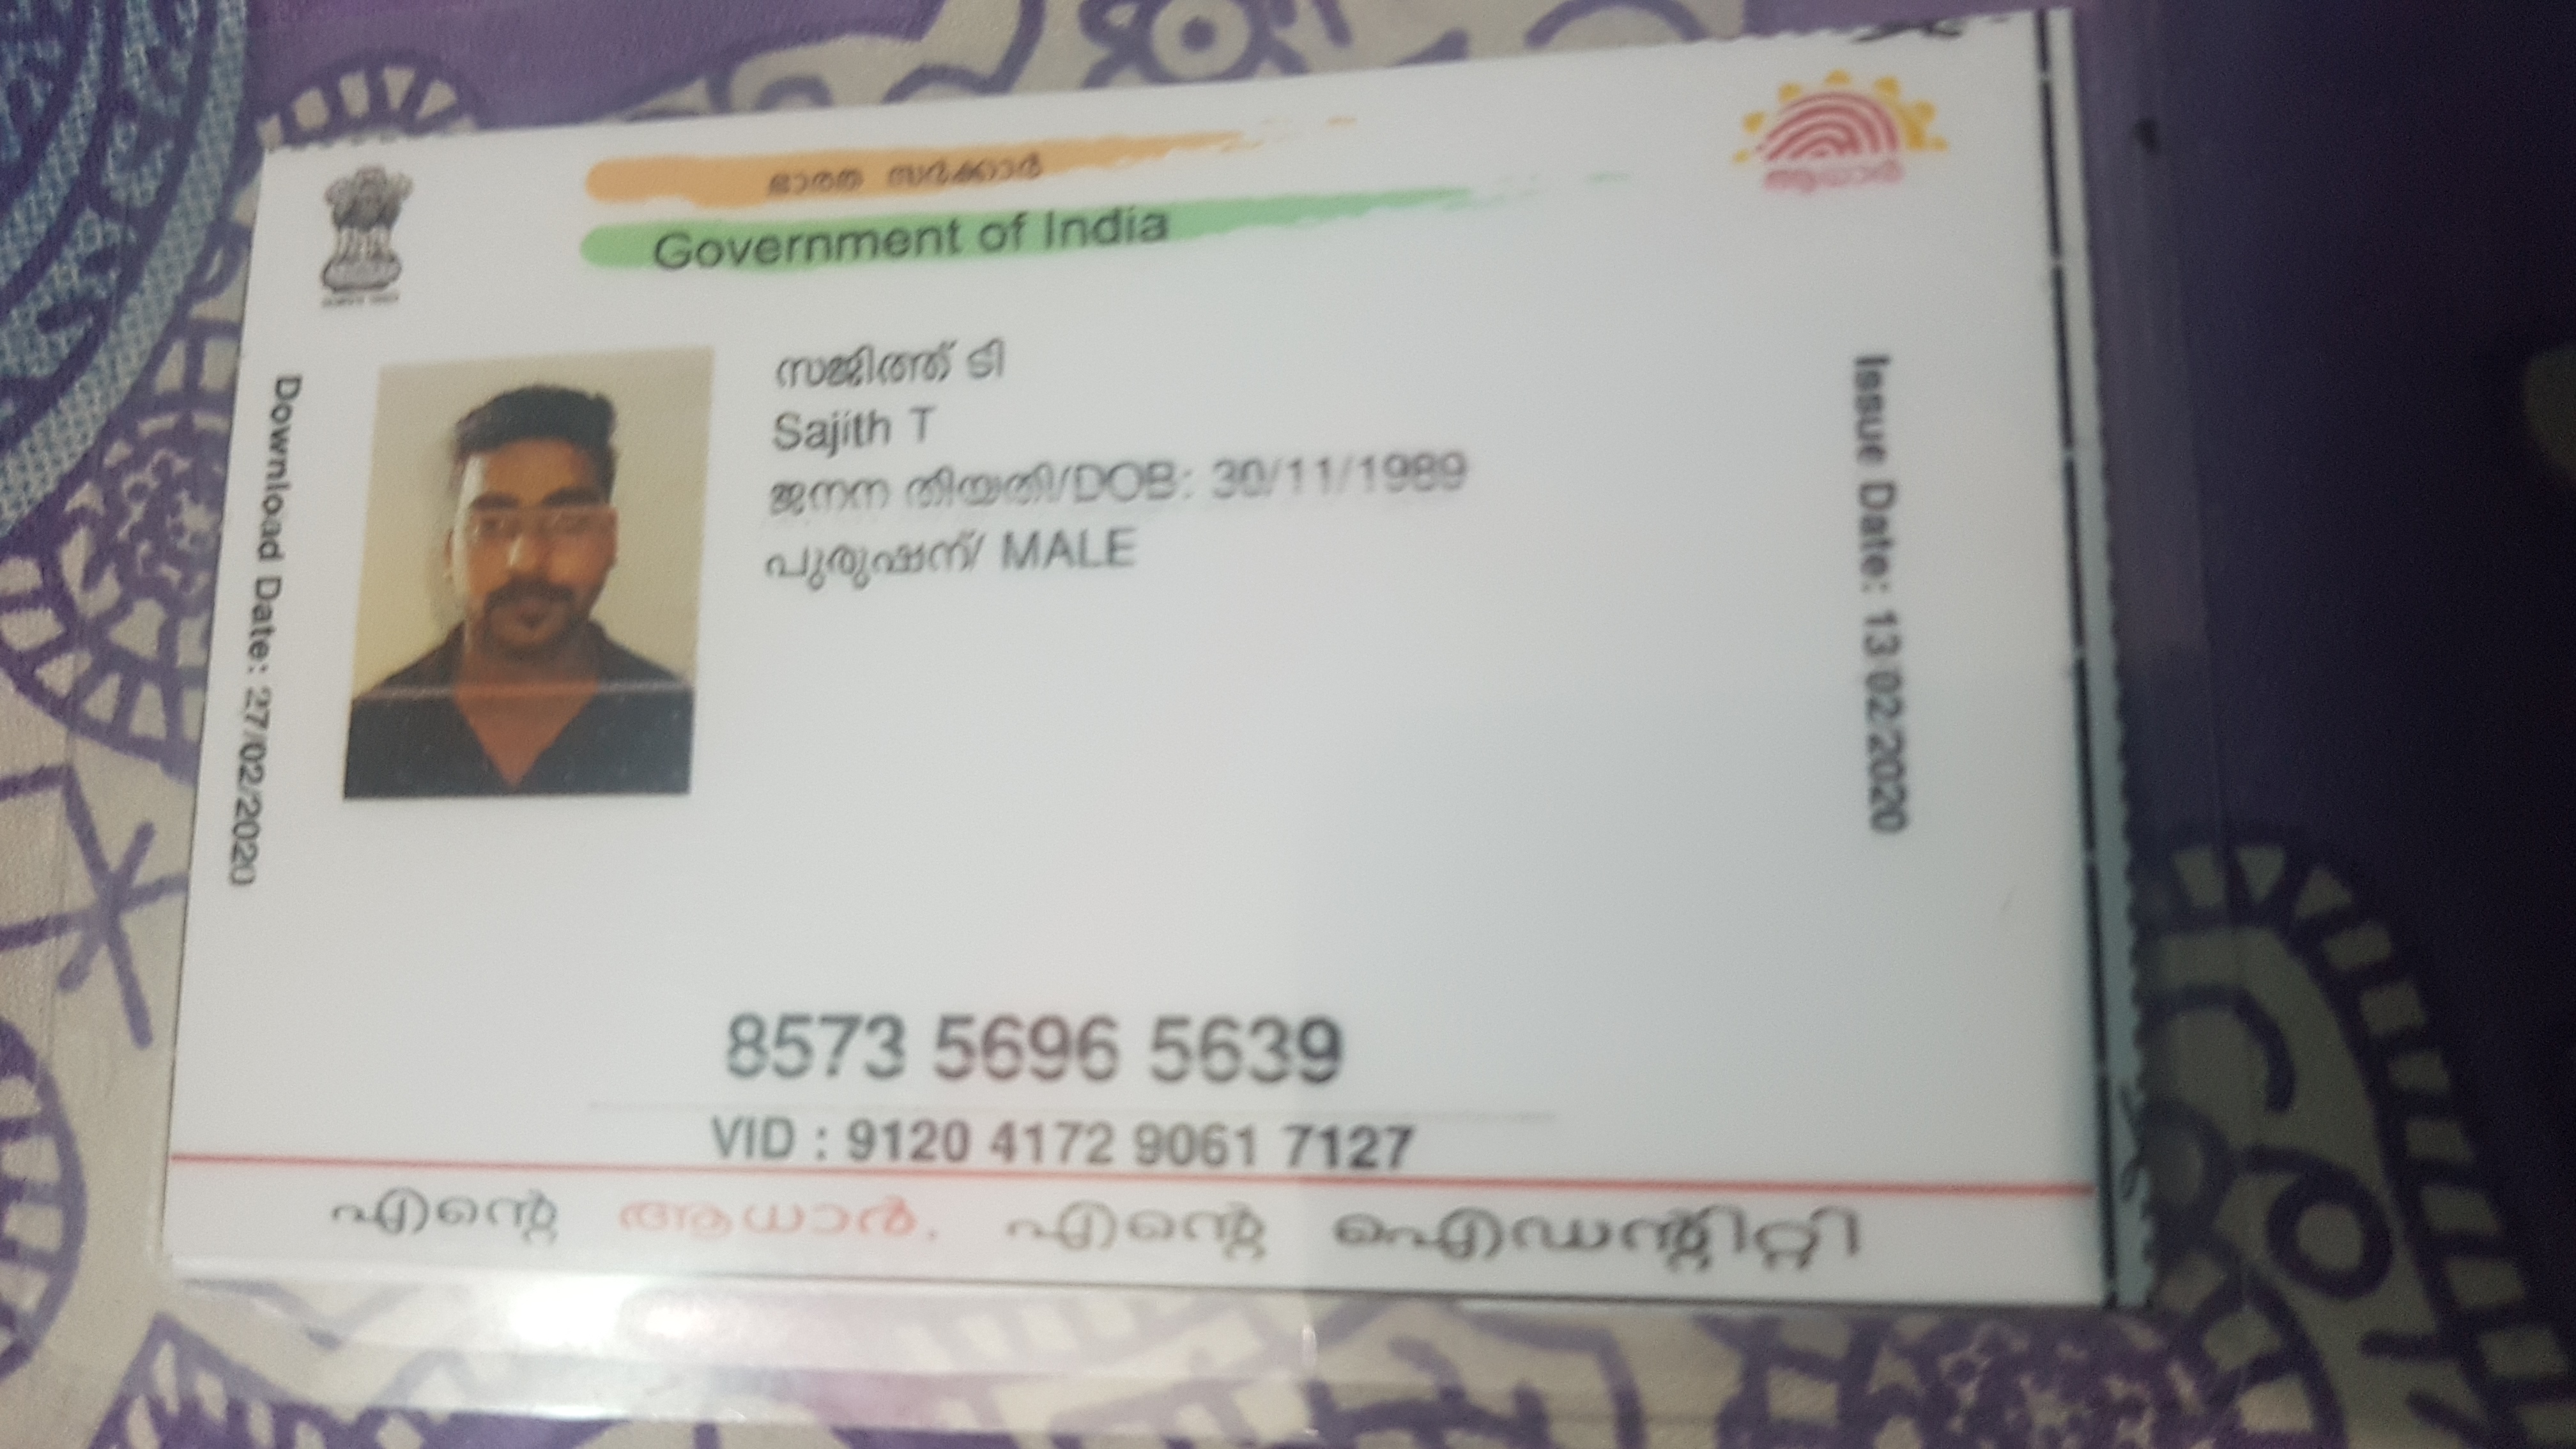 ഭാരത സർക്കാർ
Government of India
ആധാർ
സജിത്ത് ടി
Sajith T
ജനന തിയതി/DOB: 30/11/1989
പുരുഷന്/ MALE
Download Date: 27/02/2020
Issue Date: 13/02/2020
8573 5696 5639
VID : 9120 4172 9061 7127
എന്റെ ആധാർ, എന്റെ ഐഡന്റിറ്റി